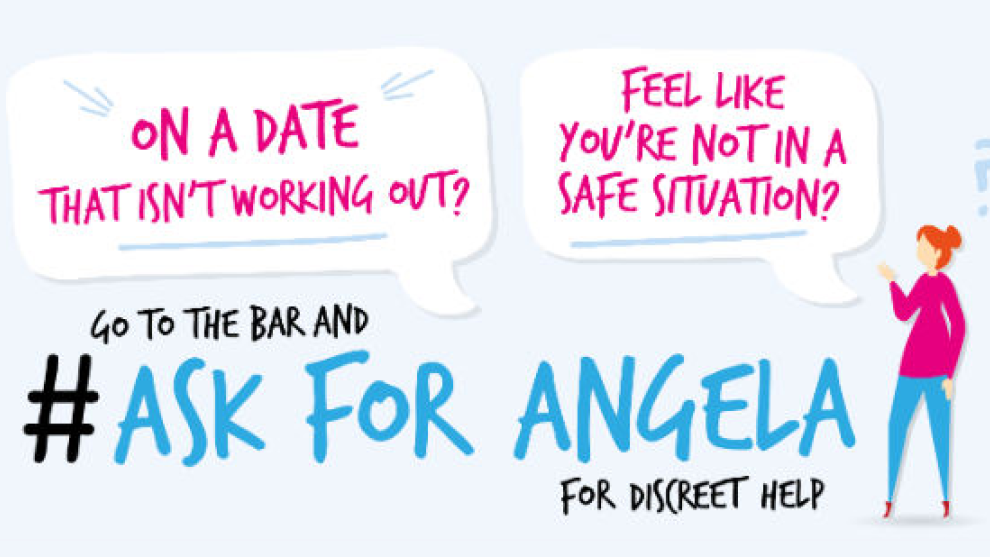 ON A DATE
THAT ISN'T WORKING OUT?
FEEL LIKE
YOU'RE NOT IN A
SAFE SITUATION?
GO TO THE BAR AND
#ASK FOR ANGELA
FOR DISCREET HELP